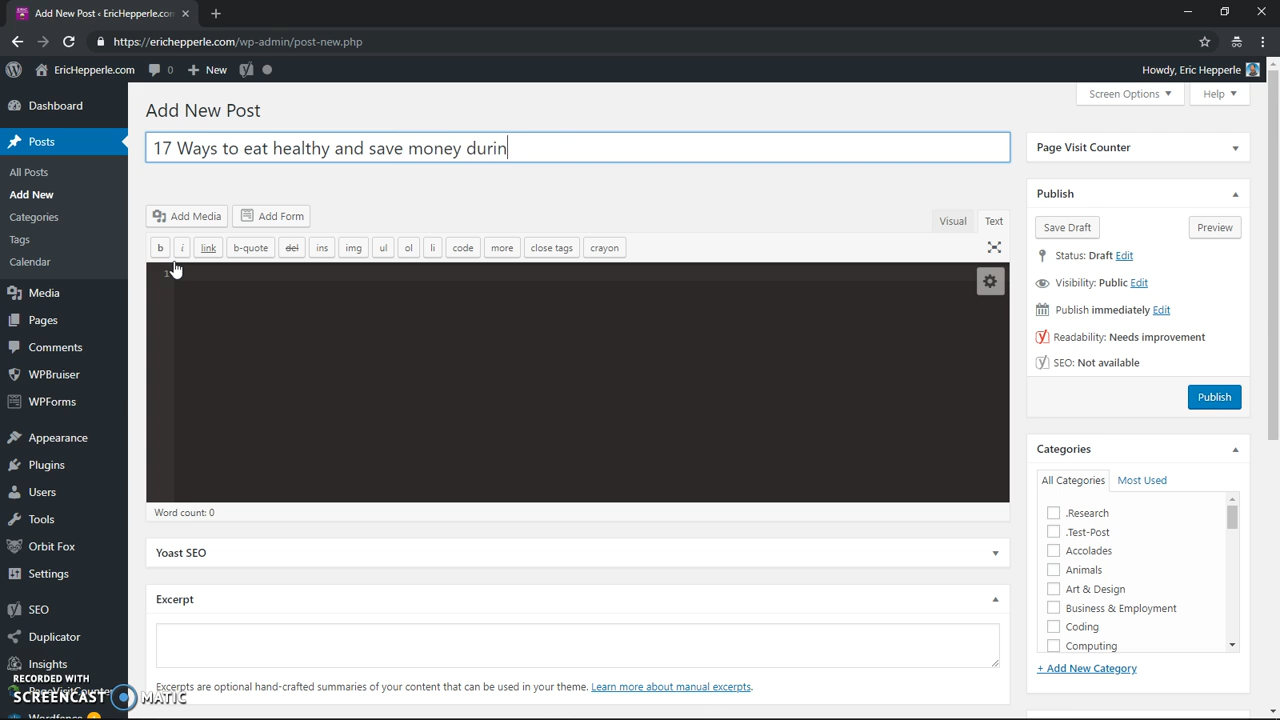 Add New Post ‹ EricHepperle.com
https://erichepperle.com/wp-admin/post-new.php
EricHepperle.com
0
New
Howdy, Eric Hepperle
Dashboard
Posts
All Posts
Add New
Categories
Tags
Calendar
Media
Pages
Comments
WPBruiser
WPForms
Appearance
Plugins
Users
Tools
Orbit Fox
Settings
SEO
Duplicator
Insights
PageVisitCounter
Wordfence
Screen Options
Help
Add New Post
17 Ways to eat healthy and save money durin
Add Media
Add Form
Visual
Text
b
i
link
b-quote
del
ins
img
ul
ol
li
code
more
close tags
crayon
1
Word count: 0
Yoast SEO
Excerpt
Excerpts are optional hand-crafted summaries of your content that can be used in your theme. Learn more about manual excerpts.
Page Visit Counter
Publish
Save Draft
Preview
Status: Draft Edit
Visibility: Public Edit
Publish immediately Edit
Readability: Needs improvement
SEO: Not available
Publish
Categories
All Categories
Most Used
.Research
.Test-Post
Accolades
Animals
Art & Design
Business & Employment
Coding
Computing
+ Add New Category
RECORDED WITH
SCREENCAST MATIC